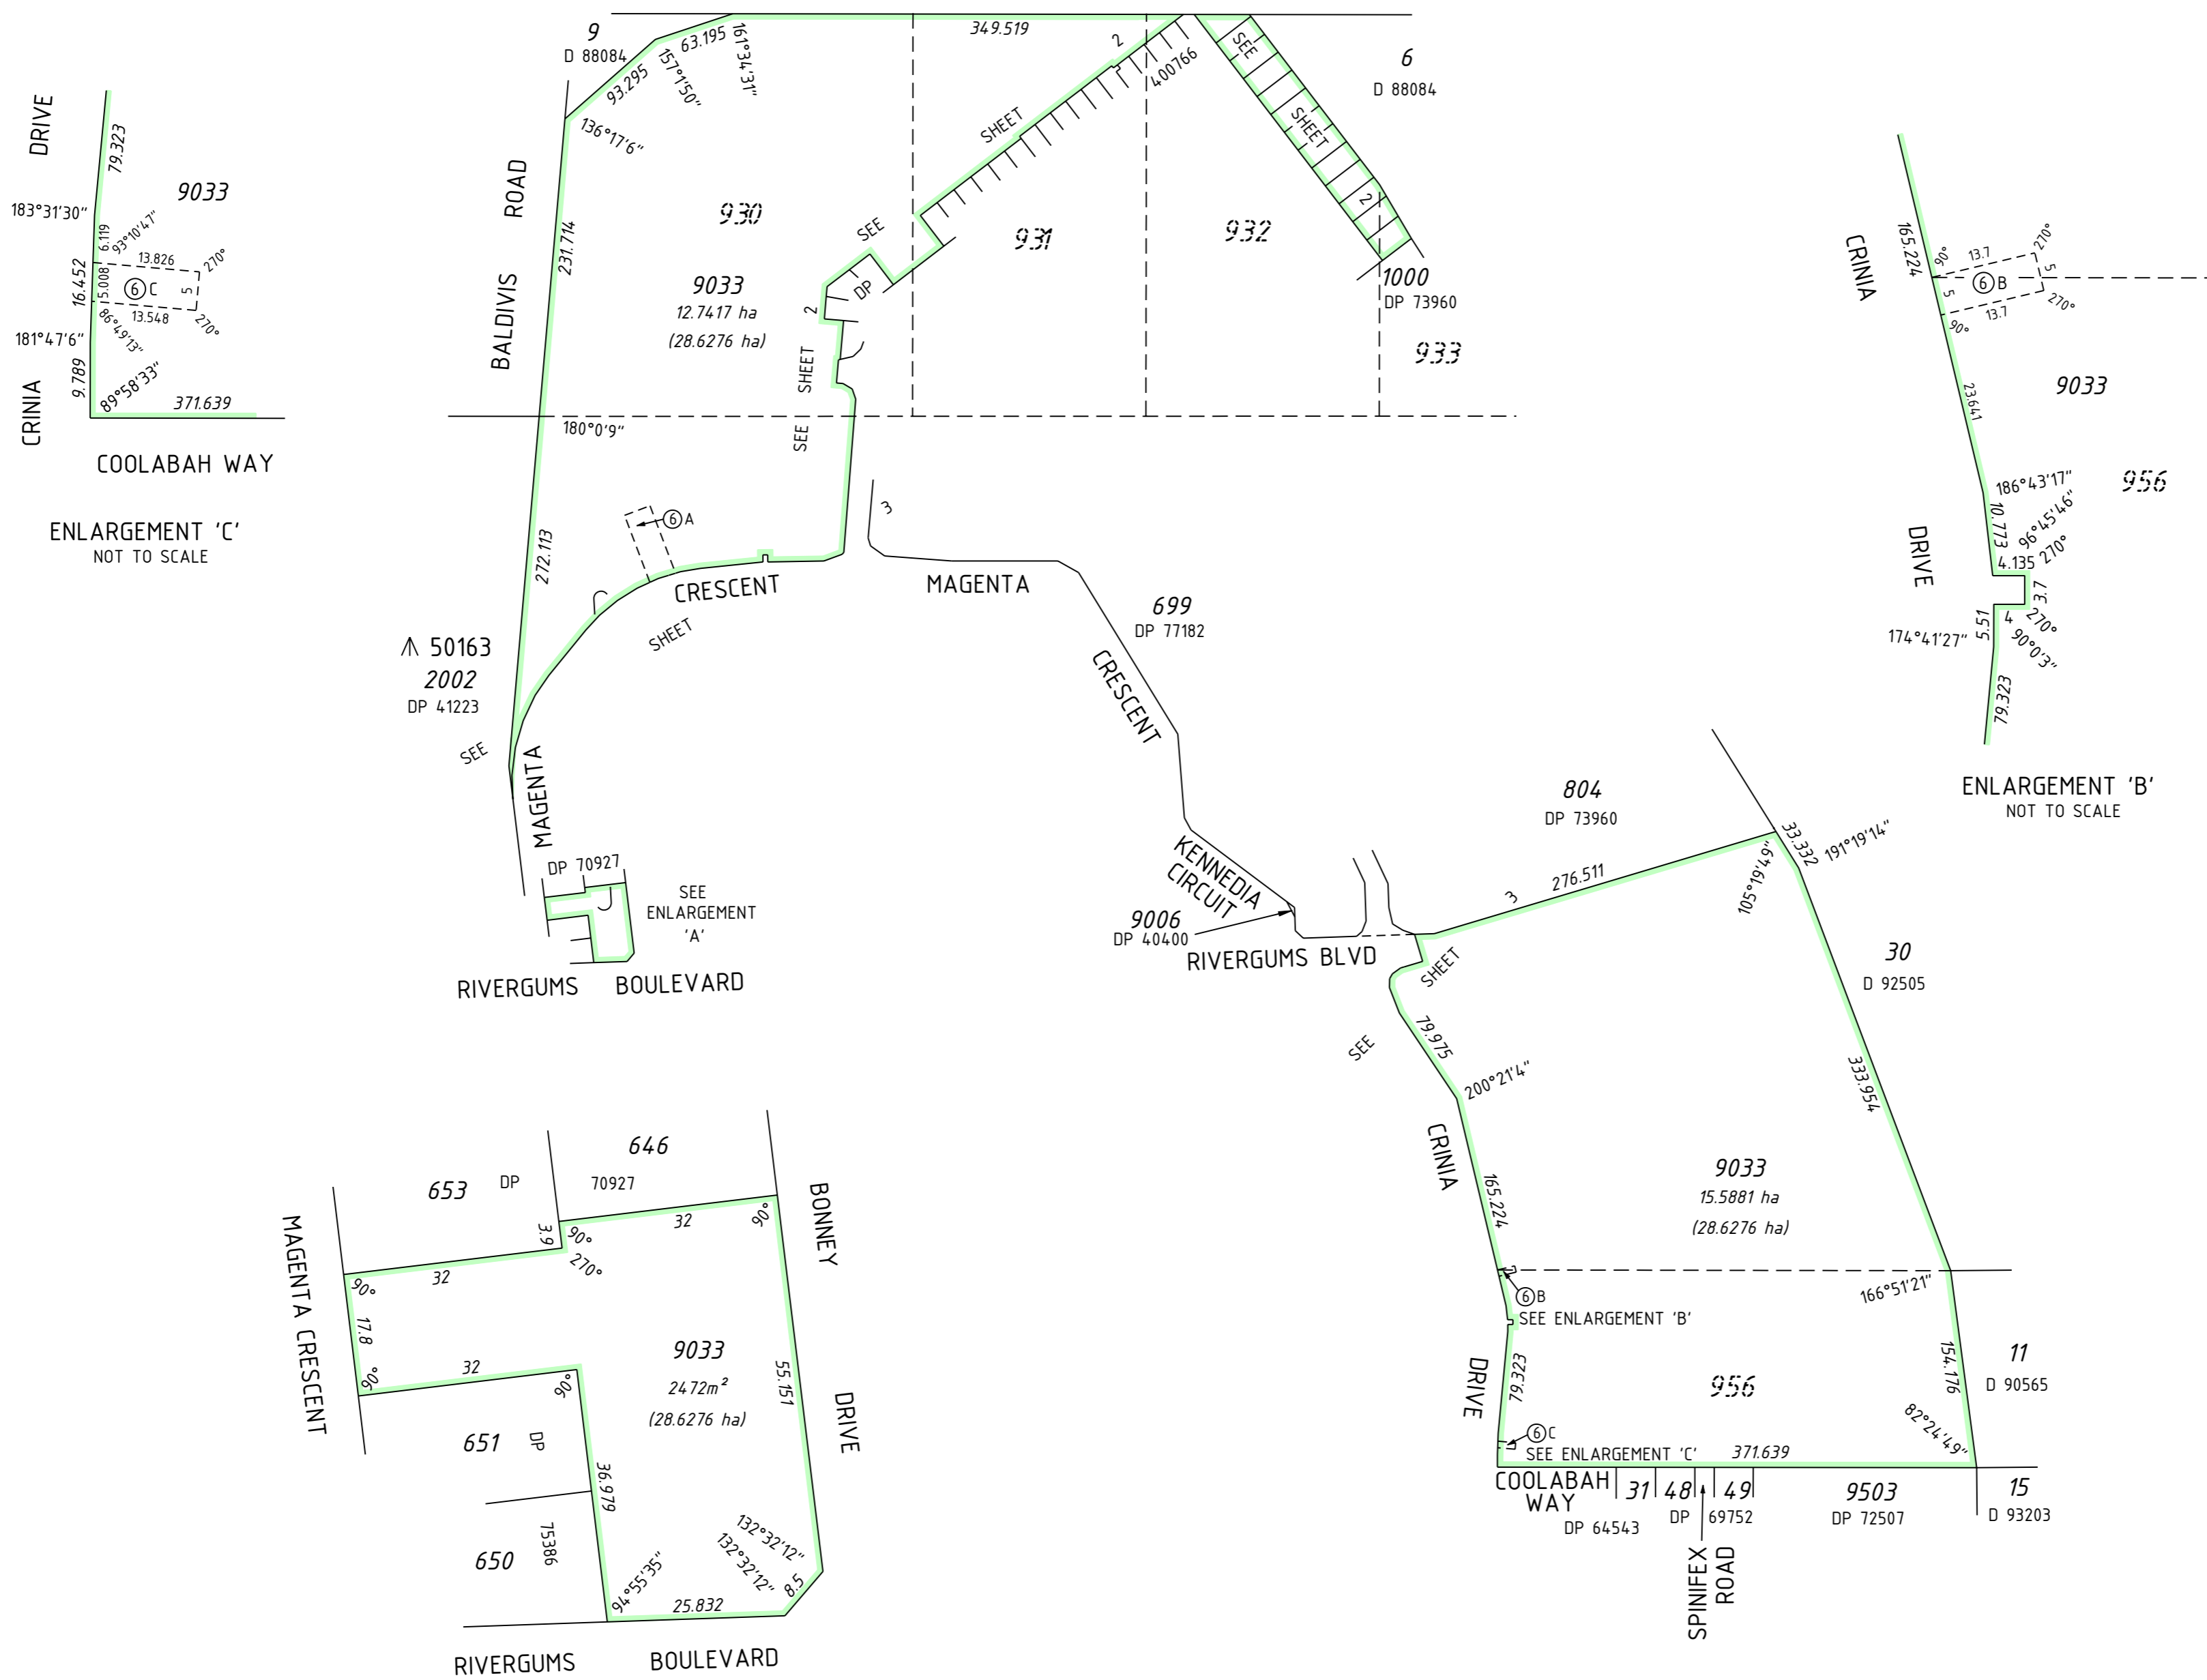 DRIVE
79.323
9033
183°31'30"
6.119
93°10'47"
13.826
270°
16.452
5.008
6 C
5
13.548
270°
86°49'13"
181°47'6"
9.789
89°58'33"
371.639
CRINIA
COOLABAH WAY
ENLARGEMENT 'C'
NOT TO SCALE
9
D 88084
63.195
161°34'31"
93.295
157°1'50"
136°17'6"
349.519
2
400766
SHEET
SEE
SHEET
2
6
D 88084
BALDIVIS ROAD
231.714
930
9033
12.7417 ha
(28.6276 ha)
SEE
DP
2
SHEET
SEE
931
932
1000
DP 73960
933
180°0'9"
272.113
6 A
CRESCENT
SHEET
3
MAGENTA
50163
2002
DP 41223
SEE
MAGENTA
DP 70927
SEE
ENLARGEMENT
'A'
RIVERGUMS BOULEVARD
699
DP 77182
CRESCENT
KENNEDIA
CIRCUIT
9006
DP 40400
RIVERGUMS BLVD
CRINIA
165.224
90°
13.7
270°
6 B
5
5
13.7
270°
90°
23.641
9033
956
186°43'17"
10.773
96°45'46"
270°
4.135
3.7
DRIVE
5.51
4
270°
90°0'3"
174°41'27"
79.323
ENLARGEMENT 'B'
NOT TO SCALE
804
DP 73960
33.332
191°19'14"
105°19'49"
276.511
3
SHEET
SEE
79.975
200°21'4"
30
D 92505
333.954
CRINIA
165.224
9033
15.5881 ha
(28.6276 ha)
166°51'21"
6 B
SEE ENLARGEMENT 'B'
DRIVE
79.323
956
154.176
11
D 90565
82°24'49"
6 C
SEE ENLARGEMENT 'C'
371.639
COOLABAH
WAY
31
48
49
9503
15
DP 64543
DP 69752
DP 72507
D 93203
SPINIFEX
ROAD
653
DP
646
70927
MAGENTA CRESCENT
3.9
90°
32
90°
270°
32
90°
17.8
90°
32
90°
9033
2472m²
(28.6276 ha)
BONNEY
DRIVE
55.151
651
DP
36.979
650
75386
94°55'35"
132°32'12"
132°32'12"
8.5
25.832
RIVERGUMS BOULEVARD